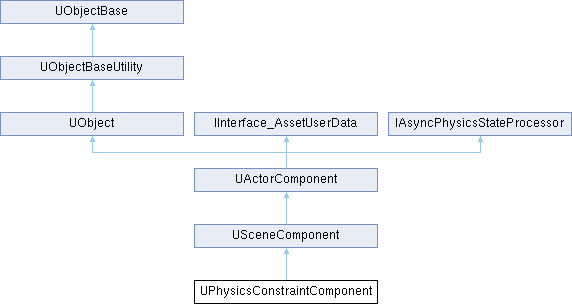 UObjectBase
UObjectBaseUtility
UObject
IInterface_AssetUserData
IAsyncPhysicsStateProcessor
UActorComponent
USceneComponent
UPhysicsConstraintComponent